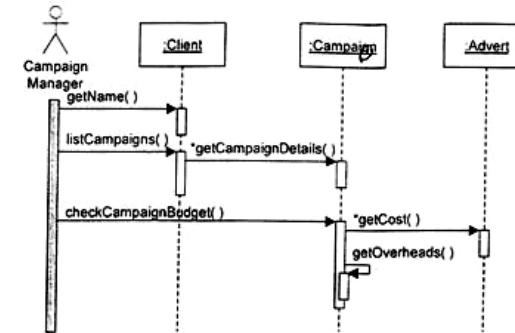 :Client
:Campaign
:Advert
Campaign
Manager
getName( )
listCampaigns( )
*getCampaignDetails( )
checkCampaignBudget( )
*getCost( )
getOverheads( )